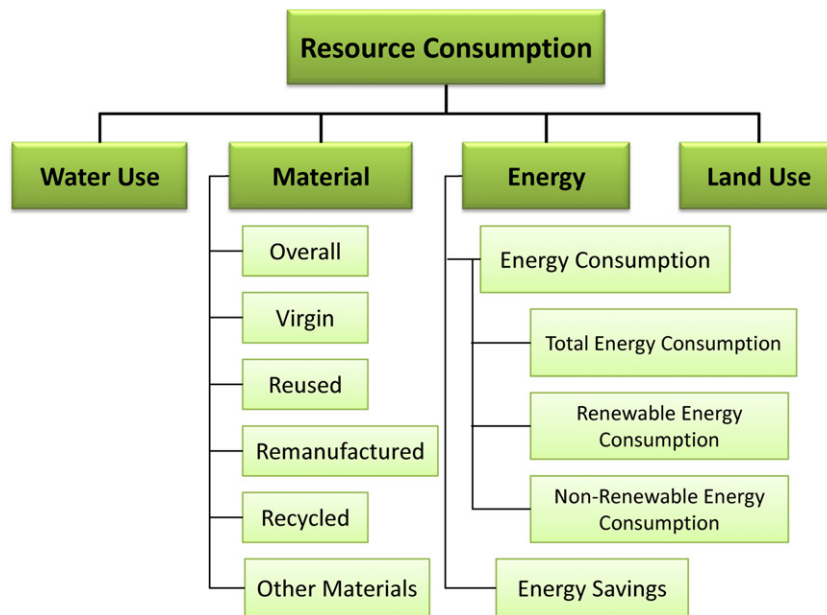 Resource Consumption
Water Use
Material
Energy
Land Use
Overall
Virgin
Reused
Remanufactured
Recycled
Other Materials
Energy Consumption
Total Energy Consumption
Renewable Energy
Consumption
Non-Renewable Energy
Consumption
Energy Savings